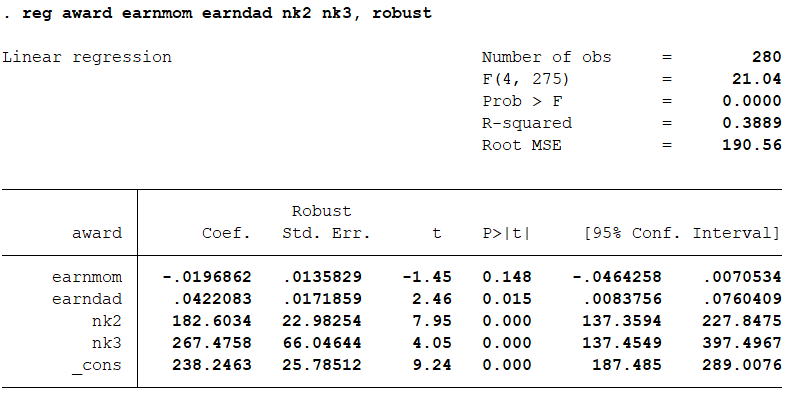 . reg award earnmom earndad nk2 nk3, robust
Linear regression Number of obs = 280
F(4, 275) = 21.04
Prob > F = 0.0000
R-squared = 0.3889
Root MSE = 190.56
Robust
award Coef. Std. Err. t P>|t| [95% Conf. Interval]
earnmom -.0196862 .0135829 -1.45 0.148 -.0464258 .0070534
earndad .0422083 .0171859 2.46 0.015 .0083756 .0760409
nk2 182.6034 22.98254 7.95 0.000 137.3594 227.8475
nk3 267.4758 66.04644 4.05 0.000 137.4549 397.4967
_cons 238.2463 25.78512 9.24 0.000 187.485 289.0076